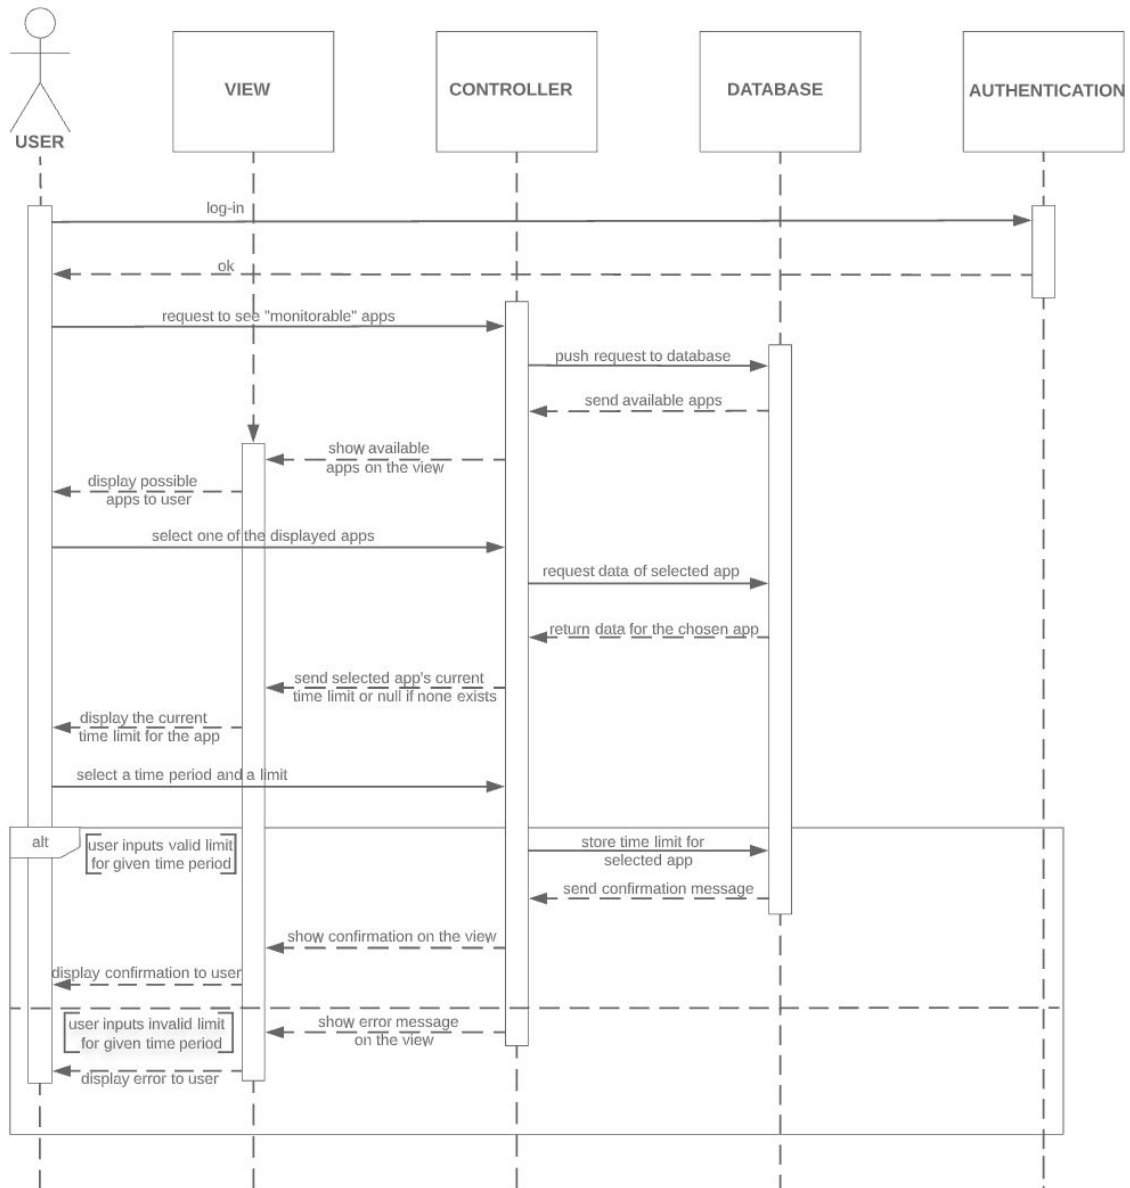 USER
VIEW
CONTROLLER
DATABASE
AUTHENTICATION
log-in
ok
request to see "monitorable" apps
push request to database
send available apps
show available
apps on the view
display possible
apps to user
select one of the displayed apps
request data of selected app
return data for the chosen app
send selected app's current
time limit or null if none exists
display the current
time limit for the app
select a time period and a limit
alt
user inputs valid limit
for given time period
store time limit for
selected app
send confirmation message
show confirmation on the view
display confirmation to user
user inputs invalid limit
for given time period
show error message
on the view
display error to user